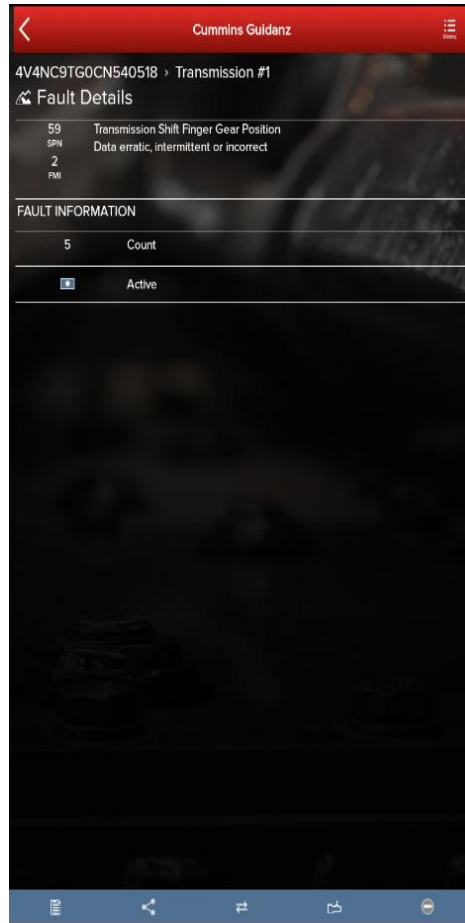 Cummins Guidanz
Menu
4V4NC9TG0CN540518 › Transmission #1
Fault Details
59 Transmission Shift Finger Gear Position
SPN Data erratic, intermittent or incorrect
2
FMI
FAULT INFORMATION
5 Count
Active